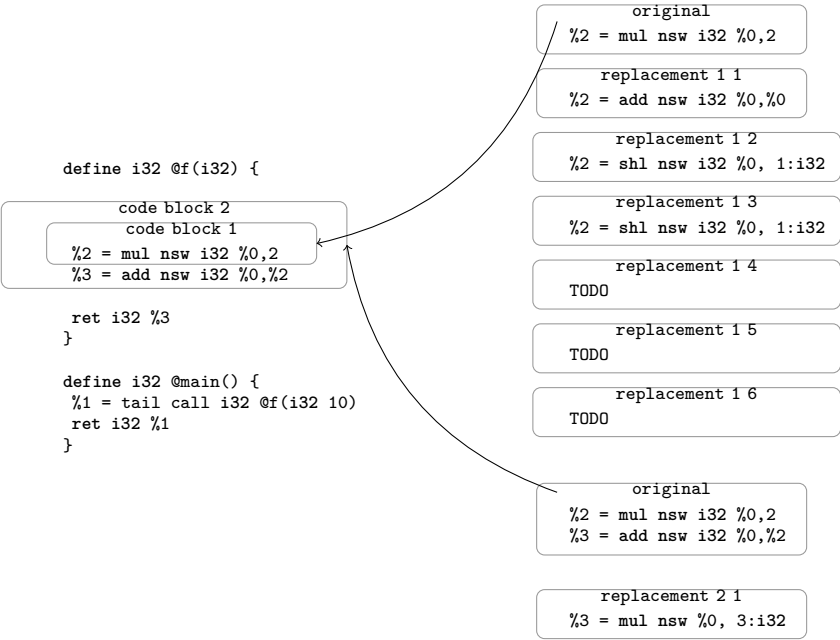 define i32 @f(i32) {
code block 2
code block 1
%2 = mul nsw i32 %0,2
%3 = add nsw i32 %0,%2
ret i32 %3
}
define i32 @main() {
%1 = tail call i32 @f(i32 10)
ret i32 %1
}
original
%2 = mul nsw i32 %0,2
replacement 1 1
%2 = add nsw i32 %0,%0
replacement 1 2
%2 = shl nsw i32 %0, 1:i32
replacement 1 3
%2 = shl nsw i32 %0, 1:i32
replacement 1 4
TODO
replacement 1 5
TODO
replacement 1 6
TODO
original
%2 = mul nsw i32 %0,2
%3 = add nsw i32 %0,%2
replacement 2 1
%3 = mul nsw %0, 3:i32